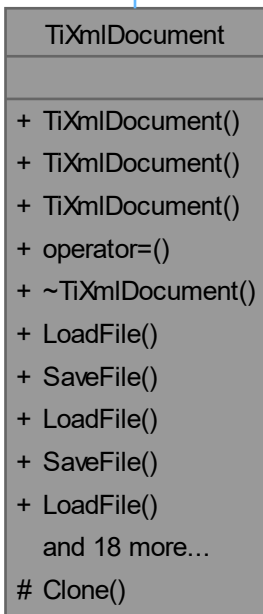 TiXmlDocument
+ TiXmlDocument()
+ TiXmlDocument()
+ TiXmlDocument()
+ operator=()
+ ~TiXmlDocument()
+ LoadFile()
+ SaveFile()
+ LoadFile()
+ SaveFile()
+ LoadFile()
and 18 more...
# Clone()